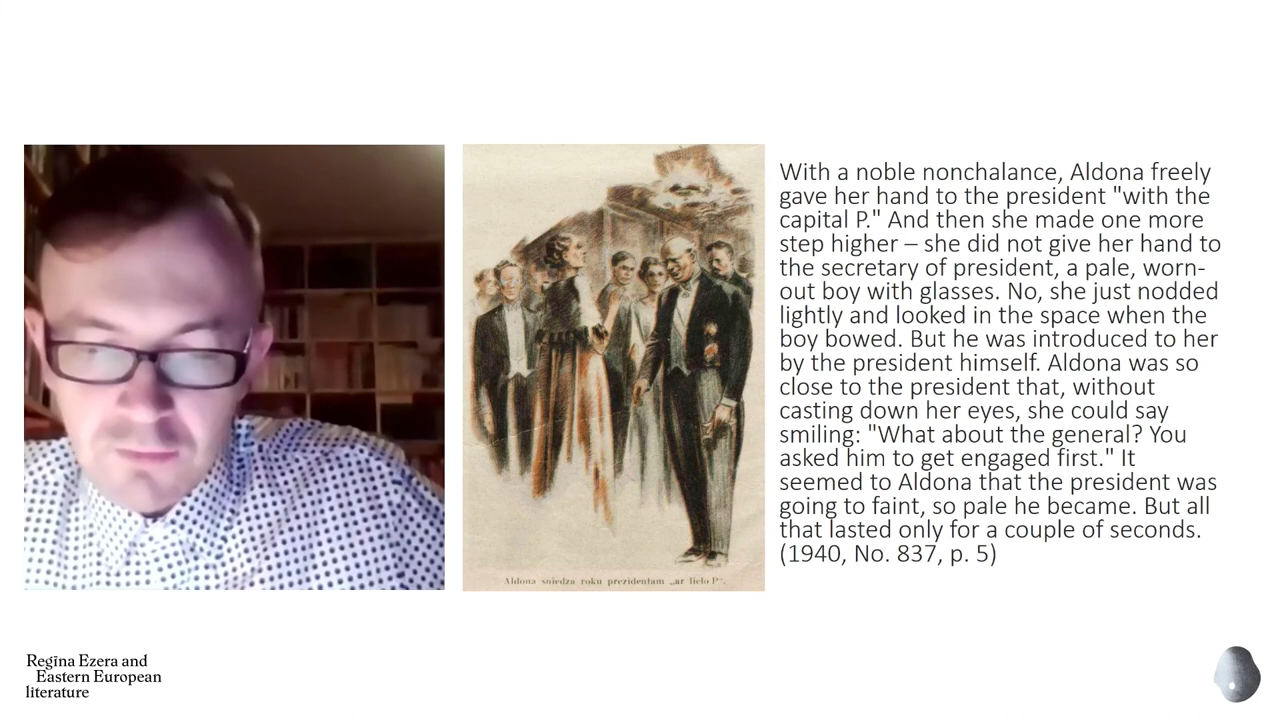 With a noble nonchalance, Aldona freely
gave her hand to the president "with the
capital P." And then she made one more
step higher – she did not give her hand to
the secretary of president, a pale, worn-
out boy with glasses. No, she just nodded
lightly and looked in the space when the
boy bowed. But he was introduced to her
by the president himself. Aldona was so
close to the president that, without
casting down her eyes, she could say
smiling: "What about the general? You
asked him to get engaged first." It
seemed to Aldona that the president was
going to faint, so pale he became. But all
that lasted only for a couple of seconds.
(1940, No. 837, p. 5)
Aldona sniedza roku prezidentam „ar lielo P".
Regīna Ezera and
Eastern European
literature